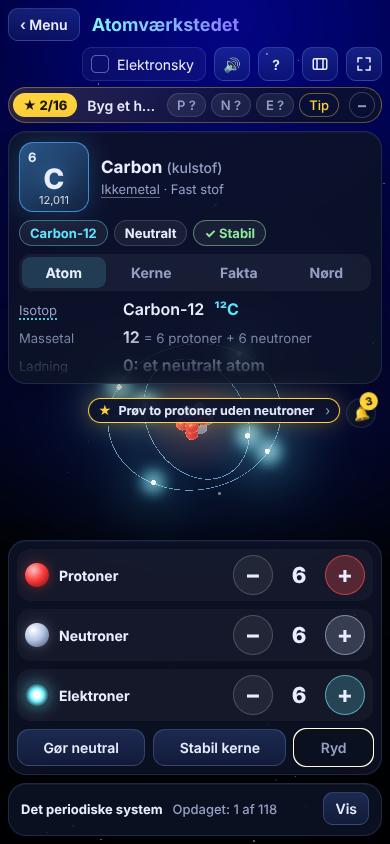 ‹ Menu Atomværkstedet
Elektronsky ?
★ 2/16 Byg et h... P ? N ? E ? Tip –
6
C
12,011
Carbon (kulstof)
Ikkemetal · Fast stof
Carbon-12 Neutralt ✓ Stabil
Atom Kerne Fakta Nørd
Isotop Carbon-12 ¹²C
Massetal 12 = 6 protoner + 6 neutroner
Ladning 0: et neutralt atom
★ Prøv to protoner uden neutroner › 3
Protoner − 6 +
Neutroner − 6 +
Elektroner − 6 +
Gør neutral Stabil kerne Ryd
Det periodiske system Opdaget: 1 af 118 Vis